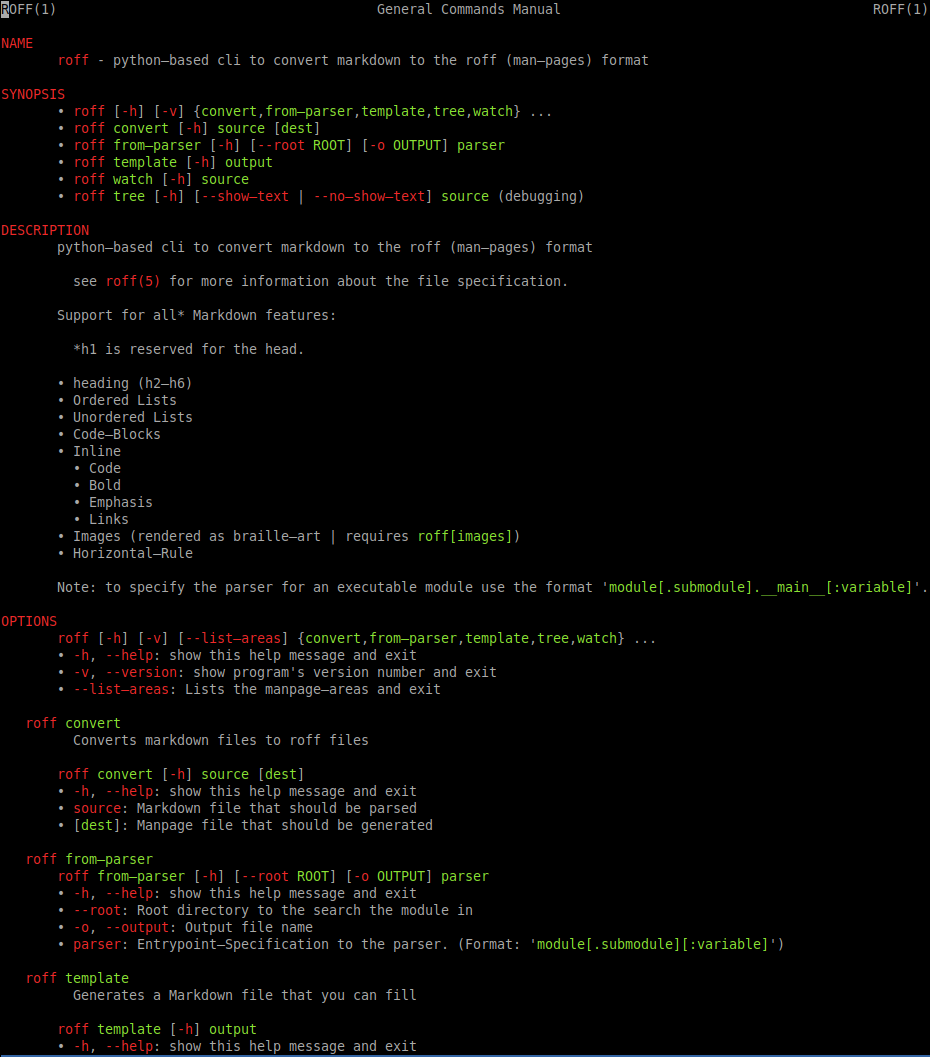 ROFF(1) General Commands Manual ROFF(1)
NAME
roff - python‐based cli to convert markdown to the roff (man‐pages) format
SYNOPSIS
• roff [-h] [-v] {convert,from‐parser,template,tree,watch} ...
• roff convert [-h] source [dest]
• roff from‐parser [-h] [--root ROOT] [-o OUTPUT] parser
• roff template [-h] output
• roff watch [-h] source
• roff tree [-h] [--show‐text | --no‐show‐text] source (debugging)
DESCRIPTION
python‐based cli to convert markdown to the roff (man‐pages) format
see roff(5) for more information about the file specification.
Support for all* Markdown features:
*h1 is reserved for the head.
• heading (h2‐h6)
• Ordered Lists
• Unordered Lists
• Code‐Blocks
• Inline
• Code
• Bold
• Emphasis
• Links
• Images (rendered as braille‐art | requires roff[images])
• Horizontal‐Rule
Note: to specify the parser for an executable module use the format 'module[.submodule].__main__[:variable]'.
OPTIONS
roff [-h] [-v] [--list‐areas] {convert,from‐parser,template,tree,watch} ...
• -h, --help: show this help message and exit
• -v, --version: show program's version number and exit
• --list‐areas: Lists the manpage‐areas and exit
roff convert
Converts markdown files to roff files
roff convert [-h] source [dest]
• -h, --help: show this help message and exit
• source: Markdown file that should be parsed
• [dest]: Manpage file that should be generated
roff from‐parser
roff from‐parser [-h] [--root ROOT] [-o OUTPUT] parser
• -h, --help: show this help message and exit
• --root: Root directory to the search the module in
• -o, --output: Output file name
• parser: Entrypoint‐Specification to the parser. (Format: 'module[.submodule][:variable]')
roff template
Generates a Markdown file that you can fill
roff template [-h] output
• -h, --help: show this help message and exit